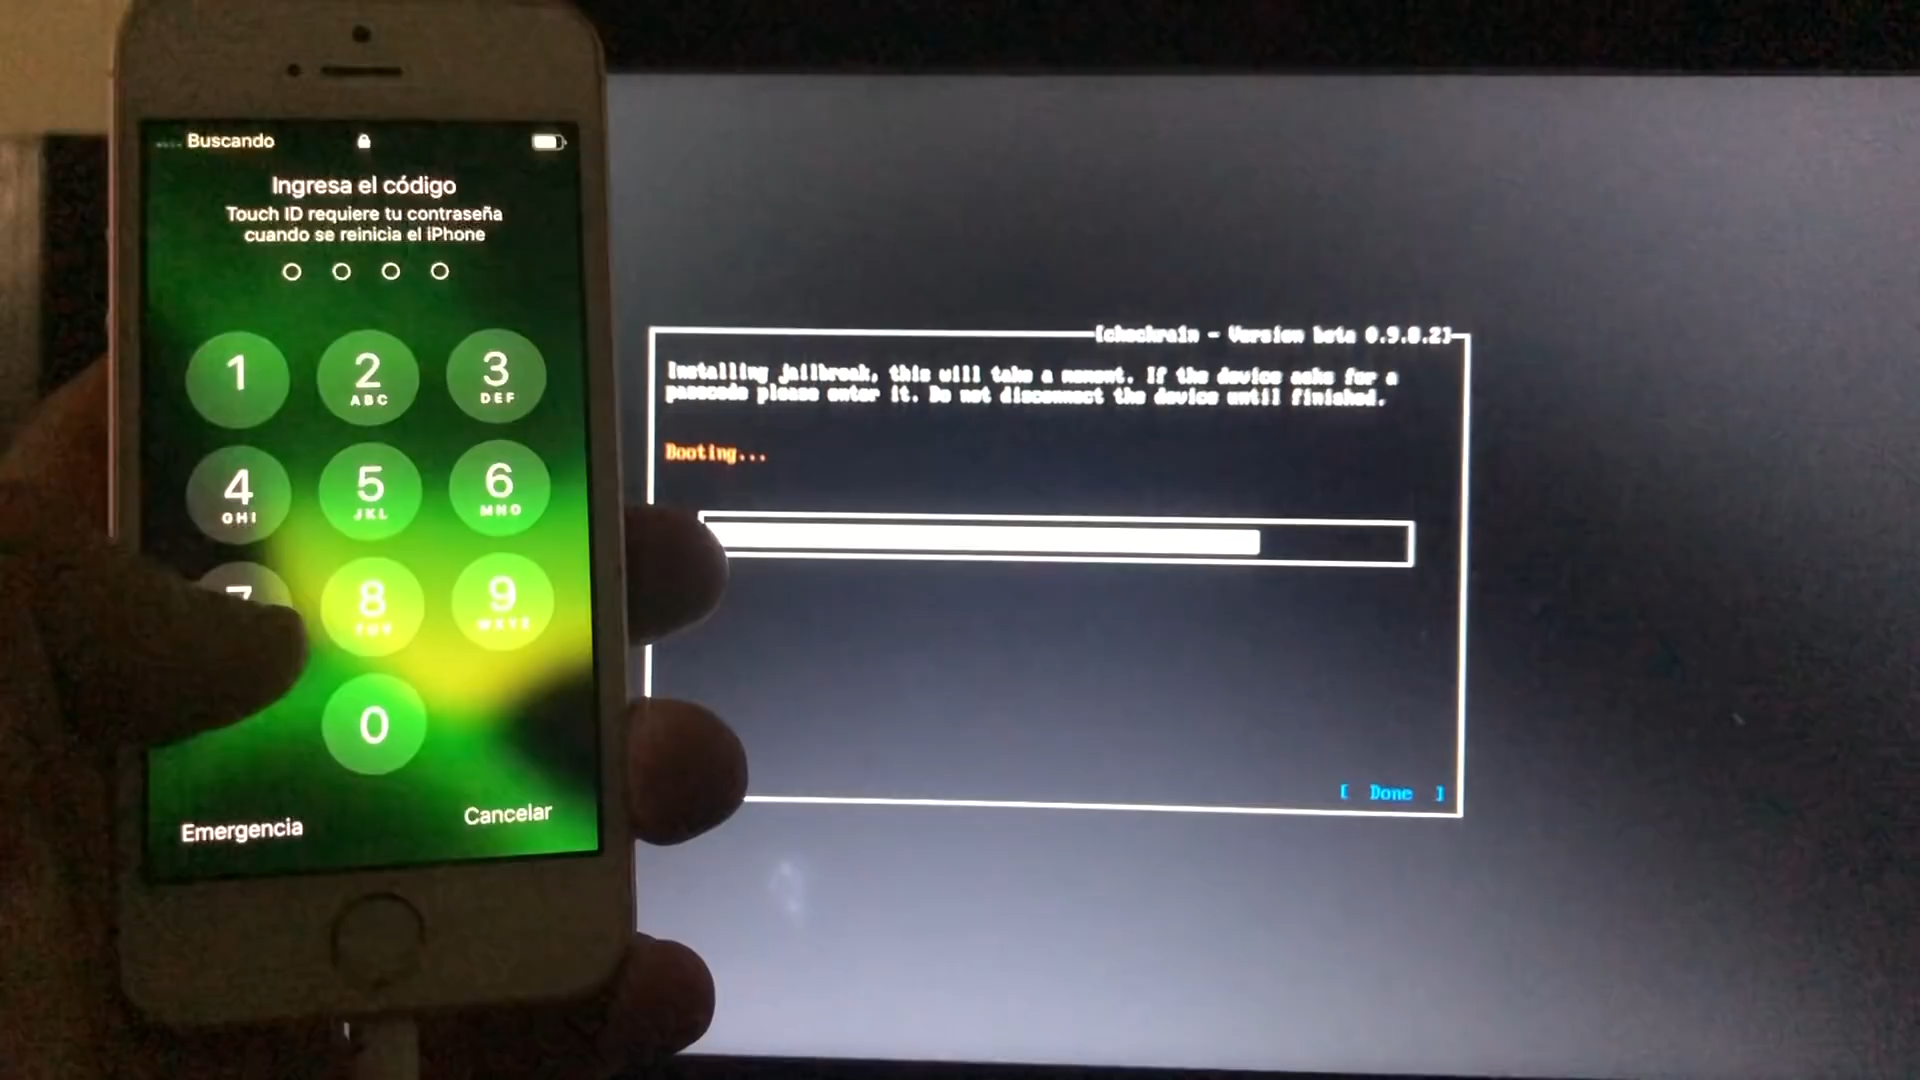 Buscando
Ingresa el código
Touch ID requiere tu contraseña
cuando se reinicia el iPhone
1
2
ABC
3
DEF
4
GHI
5
JKL
6
MNO
7
8
TUV
9
WXYZ
0
Emergencia
Cancelar
[checkra1n - Version beta 0.9.8.2]
Installing jailbreak, this will take a moment. If the device asks for a
passcode please enter it. Do not disconnect the device until finished.
Booting...
[ Done ]